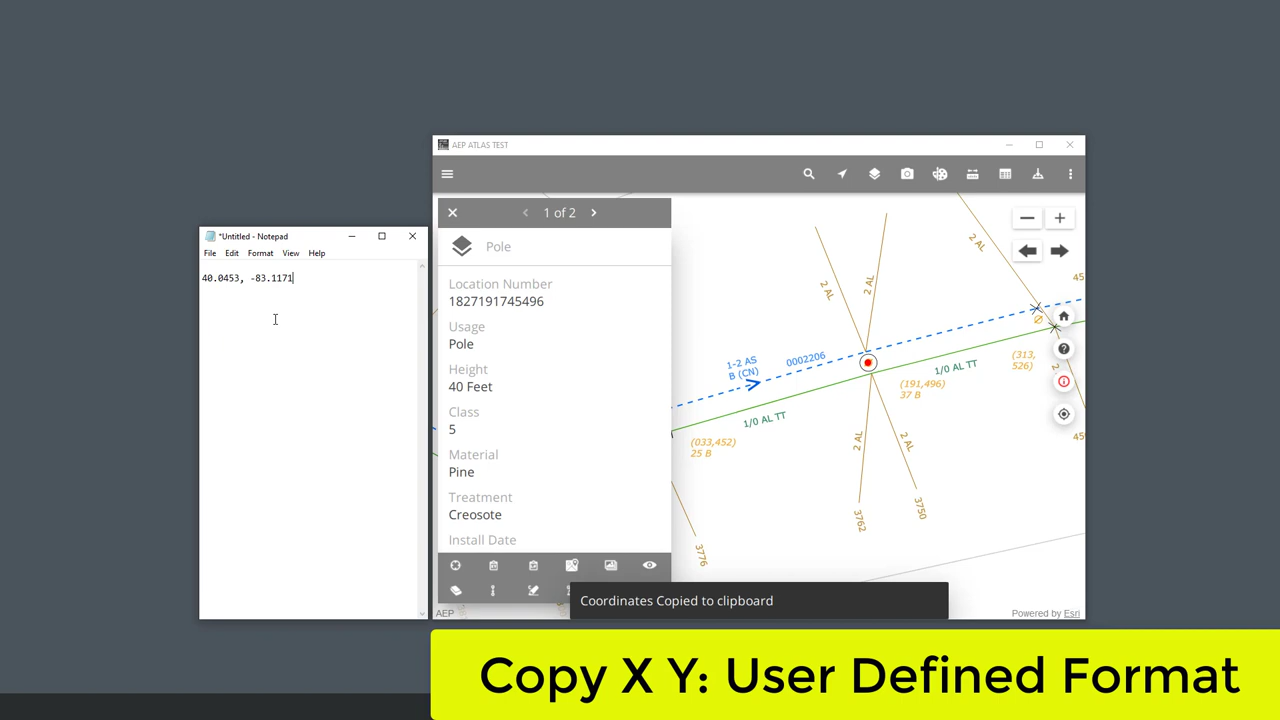 *Untitled - Notepad
File Edit Format View Help
40.0453, -83.1171
AEP ATLAS TEST
1 of 2
Pole
Location Number
1827191745496
Usage
Pole
Height
40 Feet
Class
5
Material
Pine
Treatment
Creosote
Install Date
2 AL
2 AL
2 AL
45
1-2 AS
B (CN)
0002206
1/0 AL TT
1/0 AL TT
(313,
526)
(191,496)
37 B
(033,452)
25 B
2 AL
2 AL
2
45
3762
3750
3776
Coordinates Copied to clipboard
AEP
Powered by Esri
Copy X Y: User Defined Format